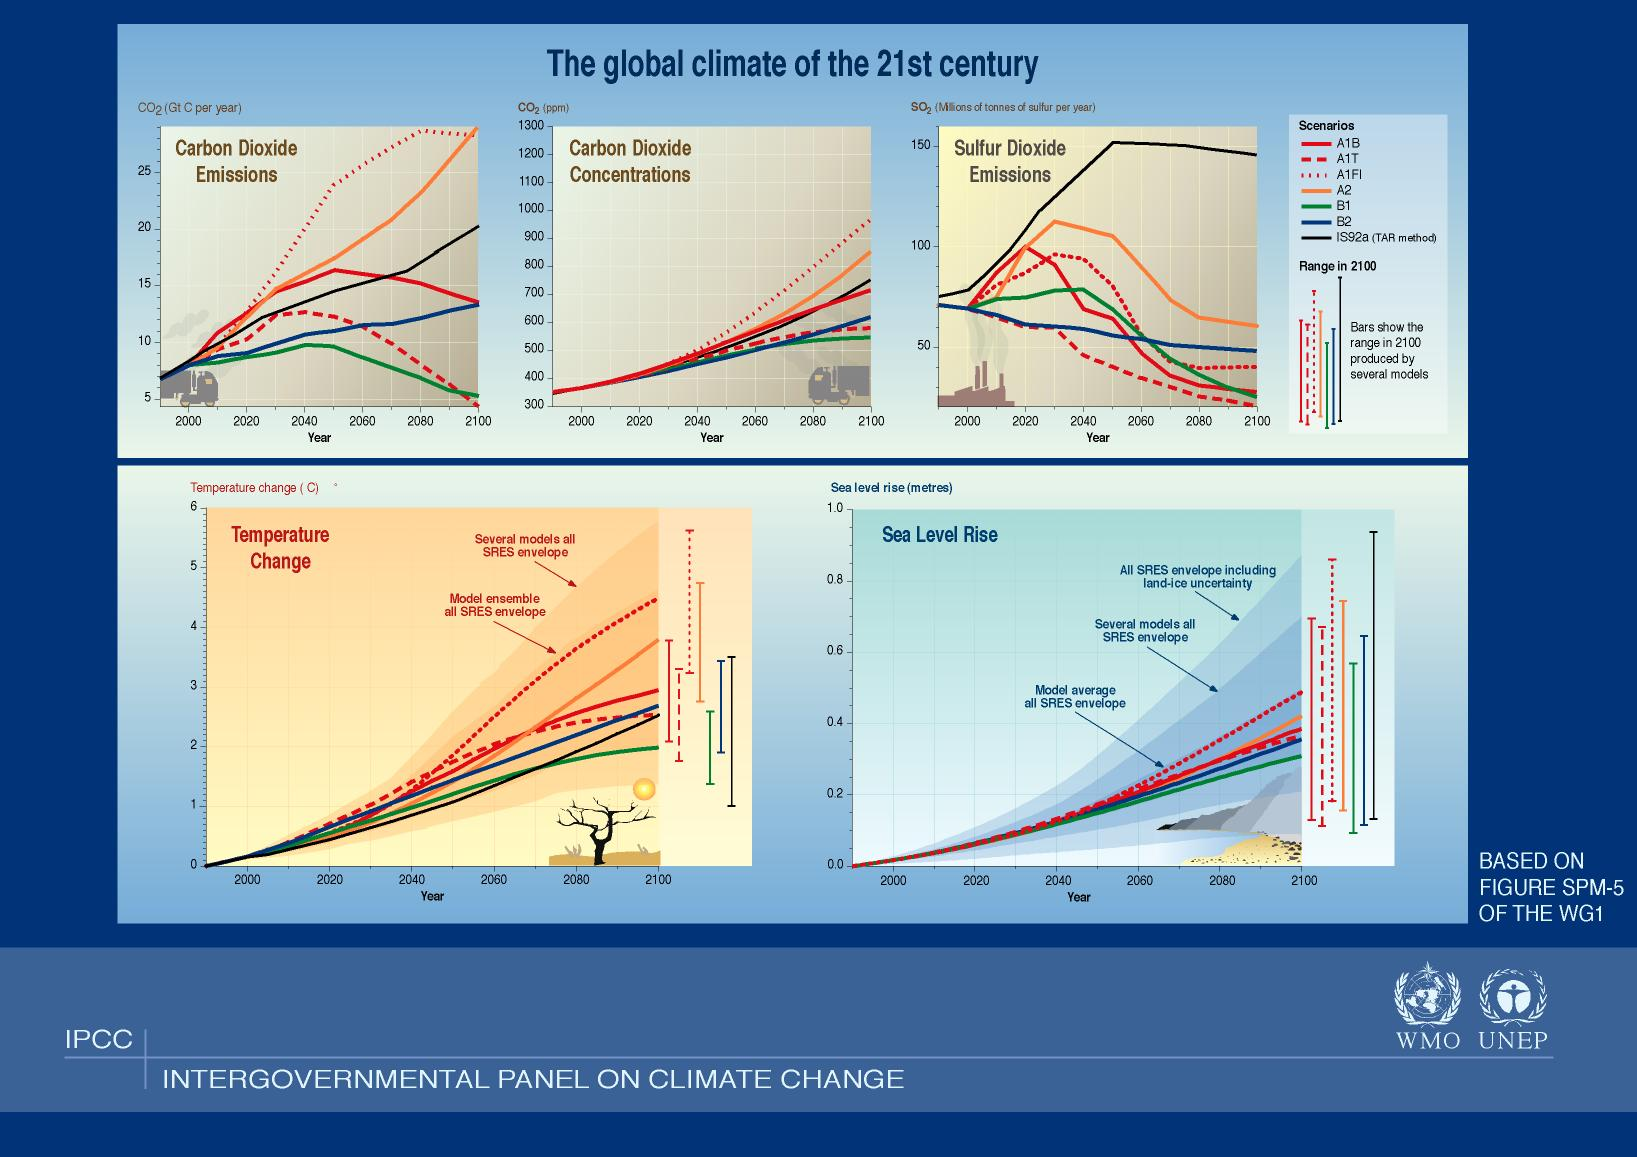 The global climate of the 21st century
CO2 (Gt C per year)
Carbon Dioxide
Emissions
25
20
15
10
5
2000 2020 2040 2060 2080 2100
Year
CO2 (ppm)
Carbon Dioxide
Concentrations
1300
1200
1100
1000
900
800
700
600
500
400
300
2000 2020 2040 2060 2080 2100
Year
SO2 (Millions of tonnes of sulfur per year)
Sulfur Dioxide
Emissions
150
100
50
2000 2020 2040 2060 2080 2100
Year
Scenarios
A1B
A1T
A1FI
A2
B1
B2
IS92a (TAR method)
Range in 2100
Bars show the
range in 2100
produced by
several models
Temperature change ( C) °
Temperature
Change
6
5
4
3
2
1
0
Several models all
SRES envelope
Model ensemble
all SRES envelope
2000 2020 2040 2060 2080 2100
Year
Sea level rise (metres)
Sea Level Rise
1.0
0.8
0.6
0.4
0.2
0.0
All SRES envelope including
land-ice uncertainty
Several models all
SRES envelope
Model average
all SRES envelope
2000 2020 2040 2060 2080 2100
Year
BASED ON
FIGURE SPM-5
OF THE WG1
WMO UNEP
IPCC
INTERGOVERNMENTAL PANEL ON CLIMATE CHANGE